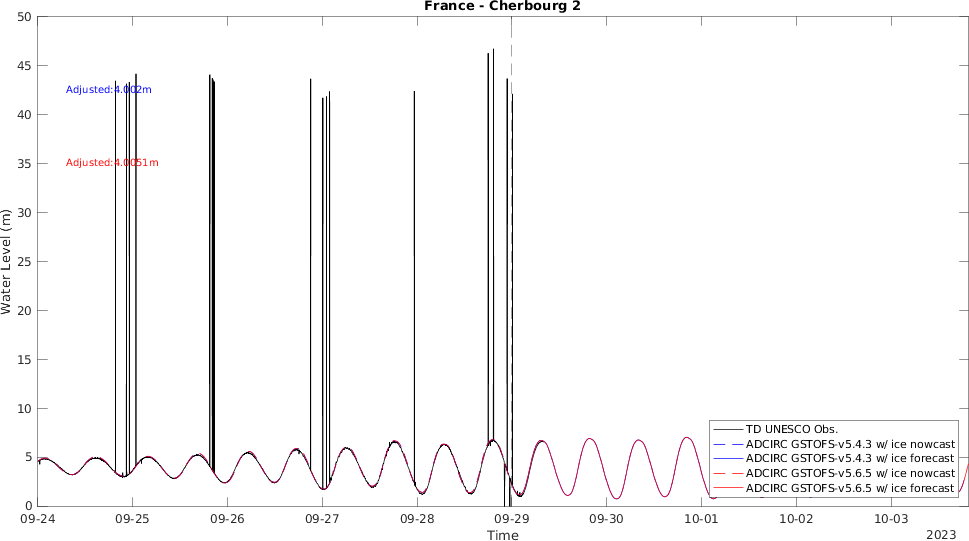 France - Cherbourg 2
50
45
40
35
30
25
20
15
10
5
0
Water Level (m)
Adjusted:4.002m
Adjusted:4.0051m
TD UNESCO Obs.
ADCIRC GSTOFS-v5.4.3 w/ ice nowcast
ADCIRC GSTOFS-v5.4.3 w/ ice forecast
ADCIRC GSTOFS-v5.6.5 w/ ice nowcast
ADCIRC GSTOFS-v5.6.5 w/ ice forecast
09-24 09-25 09-26 09-27 09-28 09-29 09-30 10-01 10-02 10-03
Time
2023